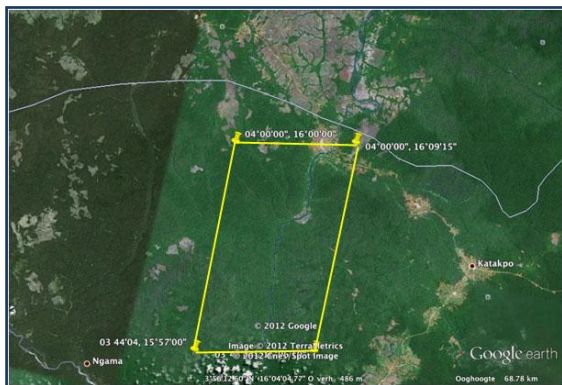 04°00'00", 16°00'00"
04°00'00", 16°09'15"
Katakpo
03 44'04, 15'57'00"
© 2012 Google
Image © 2012 TerraMetrics
© 2012 Cnes/Spot Image
Ngama
Google earth
Ooghoogte 68.78 km